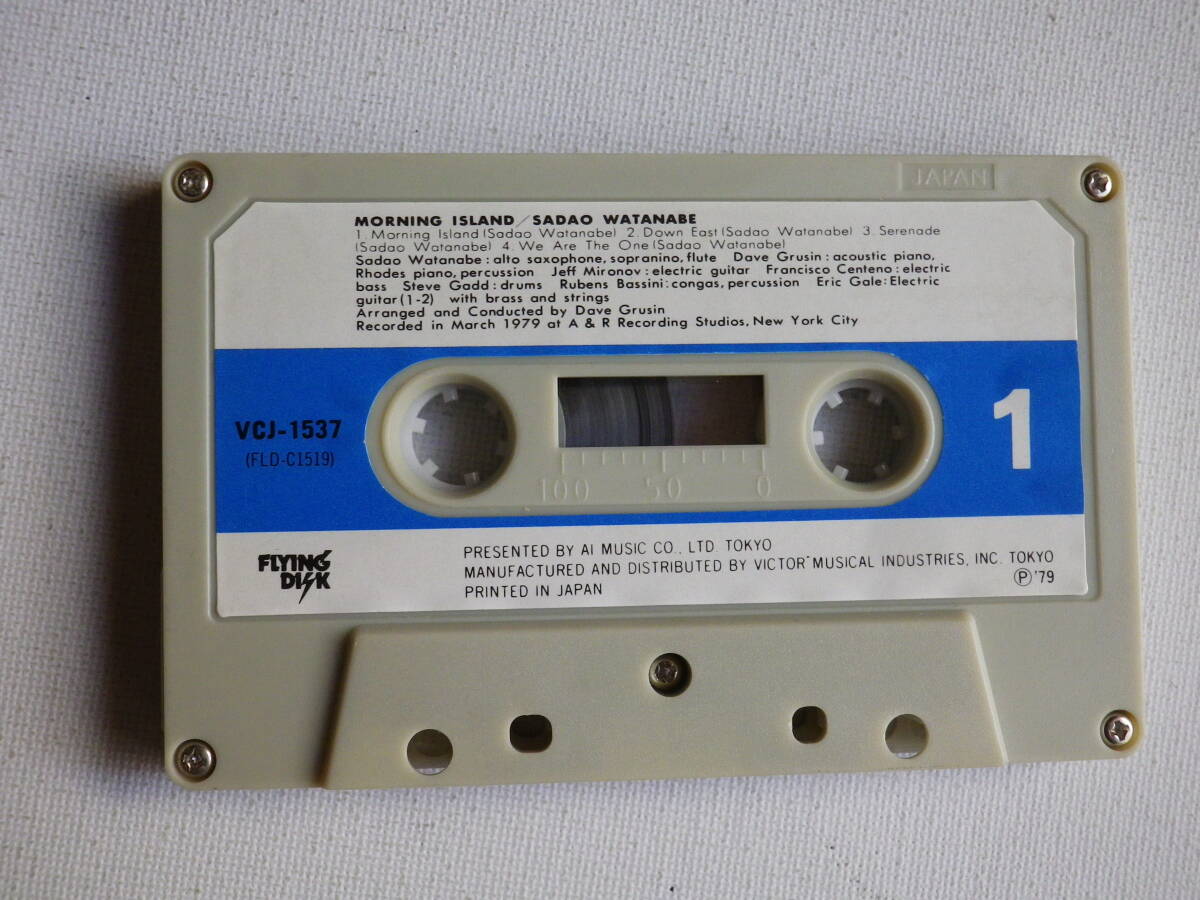 JAPAN
MORNING ISLAND/SADAO WATANABE
1. Morning Island(Sadao Watanabe) 2. Down East(Sadao Watanabe) 3. Serenade
(Sadao Watanabe) 4. We Are The One(Sadao Watanabe)
Sadao Watanabe: alto saxophone, sopranino, flute Dave Grusin: acoustic piano,
Rhodes piano, percussion Jeff Mironov: electric guitar Francisco Centeno: electric
bass Steve Gadd: drums Rubens Bassini: congas, percussion Eric Gale: Electric
guitar(1-2) with brass and strings
Arranged and Conducted by Dave Grusin
Recorded in March 1979 at A & R Recording Studios, New York City
VCJ-1537
(FLD-C1519)
1
100 50 0
FLYING
DISK
PRESENTED BY AI MUSIC CO., LTD. TOKYO
MANUFACTURED AND DISTRIBUTED BY VICTOR MUSICAL INDUSTRIES, INC. TOKYO
PRINTED IN JAPAN
Ⓟ'79